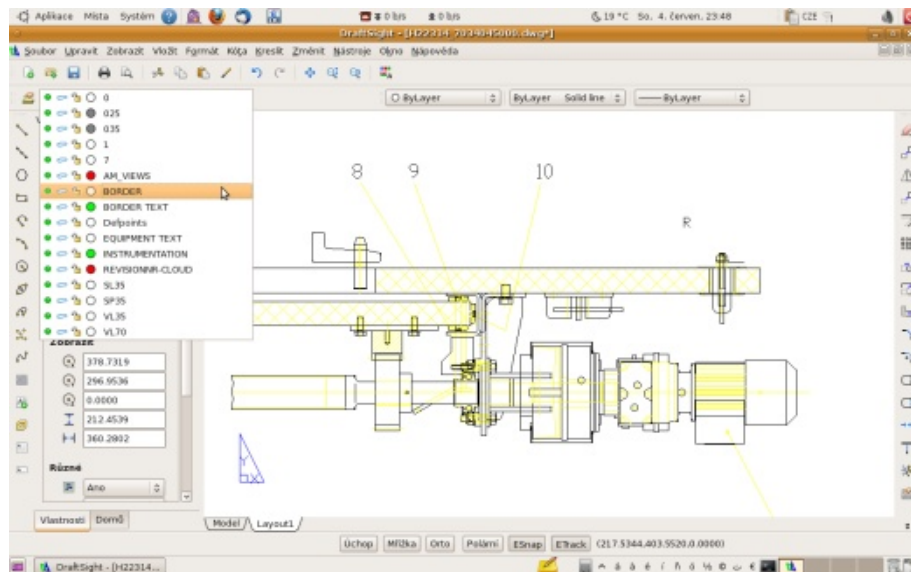 Aplikace Místa Systém 0 b/s 0 b/s 19 °C So, 4. červen, 23:48 CZE
DraftSight - [H22314_7034045000.dwg*]
Soubor Upravit Zobrazit Vložit Formát Kóta Kreslit Změnit Nástroje Okno Nápověda
ByLayer ByLayer Solid line ByLayer
0
025
035
1
7
AM_VIEWS
BORDER
BORDER TEXT
Defpoints
EQUIPMENT TEXT
INSTRUMENTATION
REVISIONNR-CLOUD
SL35
SP35
VL35
VL70
8 9 10
R
Zobrazit
378.7319
296.9536
0.0000
212.4539
360.2802
Různé
Ano
Y
X
Vlastnosti Domů
Model Layout1
Úchop Mřížka Orto Polární ESnap ETrack (217.5344,403.5520,0.0000)
DraftSight - [H22314...